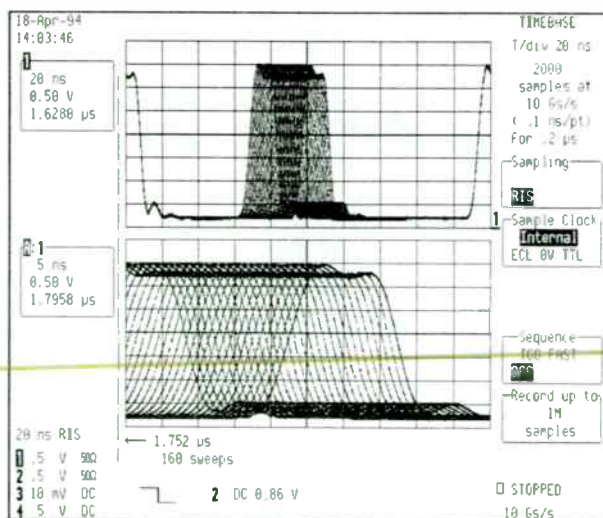 18-Apr-94
14:03:46
1
20 ns
0.50 V
1.6280 µs
A:1
5 ns
0.50 V
1.7958 µs
20 ns RIS
1 .5 V 50Ω
2 .5 V 50Ω
3 10 mV DC
4 5 V DC
← 1.752 µs
160 sweeps
2 DC 0.86 V
1
TIMEBASE
T/div 20 ns
2000
samples at
10 Gs/s
( .1 ns/pt)
For .2 µs
Sampling
RIS
Sample Clock
Internal
ECL 0V TTL
Sequence
TOO FAST
Record up to
1M
samples
STOPPED
10 Gs/s